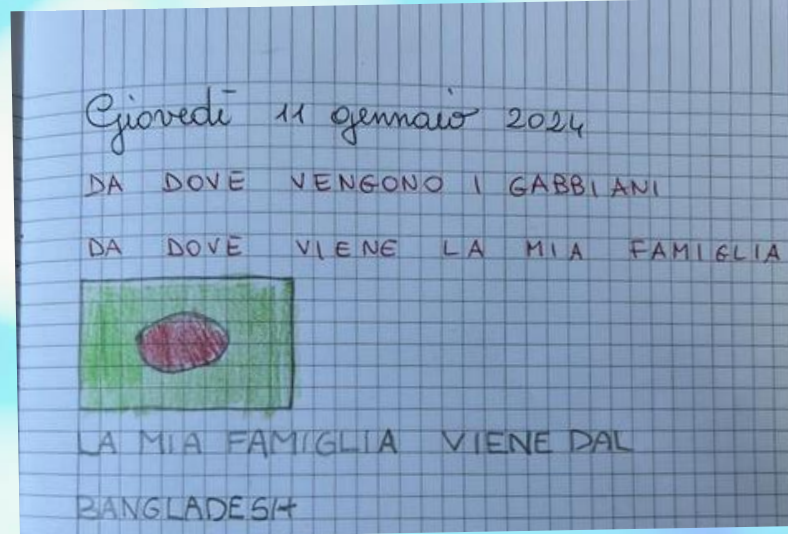 Giovedì 11 gennaio 2024
DA DOVE VENGONO I GABBIANI
DA DOVE VIENE LA MIA FAMIGLIA
LA MIA FAMIGLIA VIENE DAL
BANGLADESH